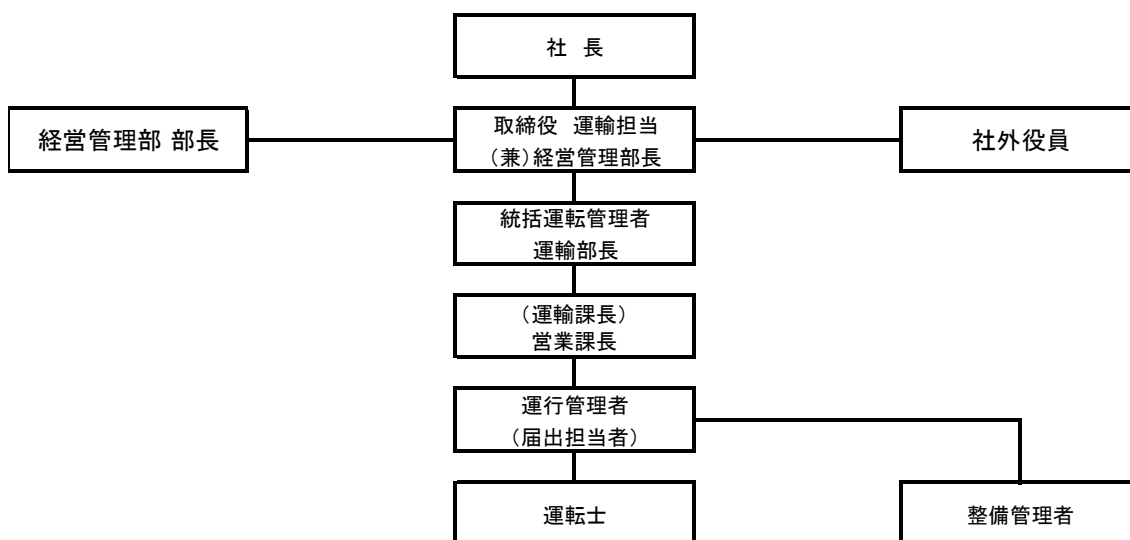 社 長
経営管理部 部長
取締役 運輸担当
(兼)経営管理部長
社外役員
統括運転管理者
運輸部長
(運輸課長)
営業課長
運行管理者
(届出担当者)
運転士
整備管理者